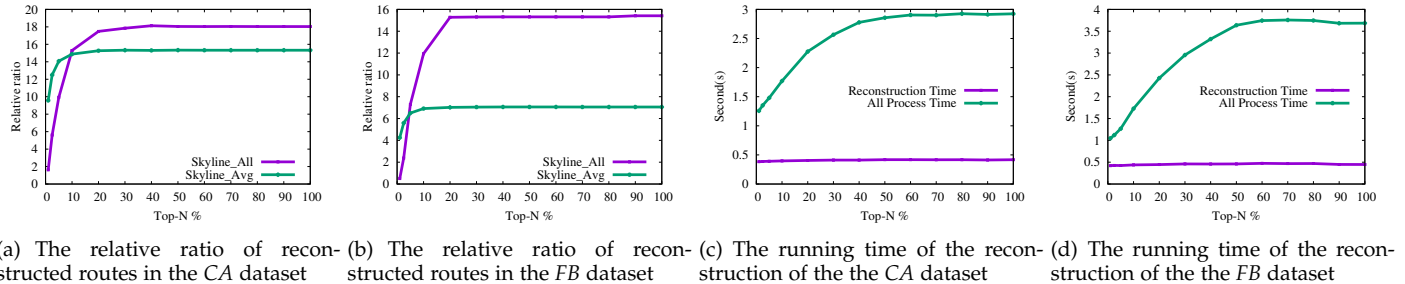 20
18
16
14
12
10
8
6
4
2
0
Relative ratio
Skyline_All
Skyline_Avg
0 10 20 30 40 50 60 70 80 90 100
Top-N %
(a) The relative ratio of recon-
structed routes in the CA dataset
16
14
12
10
8
6
4
2
0
Relative ratio
Skyline_All
Skyline_Avg
0 10 20 30 40 50 60 70 80 90 100
Top-N %
(b) The relative ratio of recon-
structed routes in the FB dataset
3
2.5
2
1.5
1
0.5
0
Second(s)
Reconstruction Time
All Process Time
0 10 20 30 40 50 60 70 80 90 100
Top-N %
(c) The running time of the recon-
struction of the the CA dataset
4
3.5
3
2.5
2
1.5
1
0.5
0
Second(s)
Reconstruction Time
All Process Time
0 10 20 30 40 50 60 70 80 90 100
Top-N %
(d) The running time of the recon-
struction of the the FB dataset